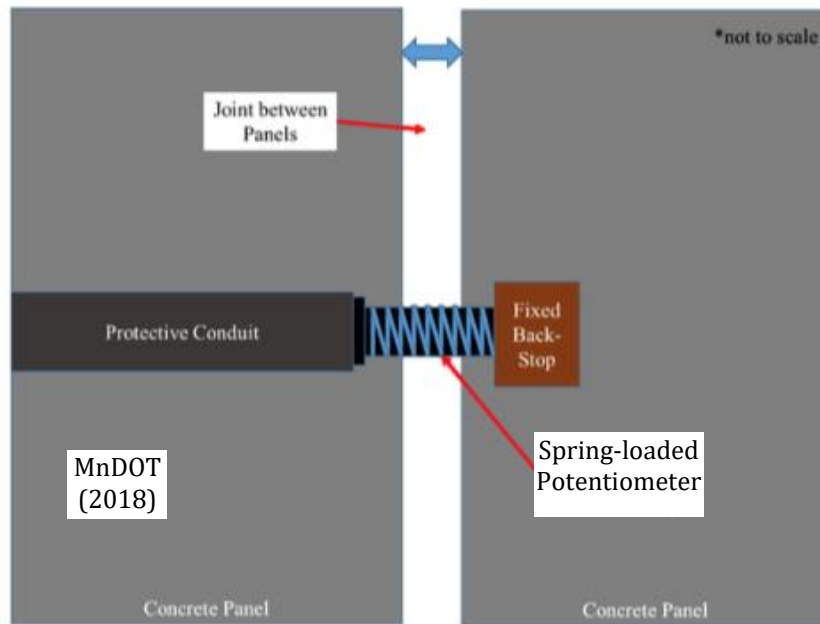 *not to scale
Joint between
Panels
Protective Conduit
Fixed
Back-
Stop
MnDOT
(2018)
Spring-loaded
Potentiometer
Concrete Panel
Concrete Panel